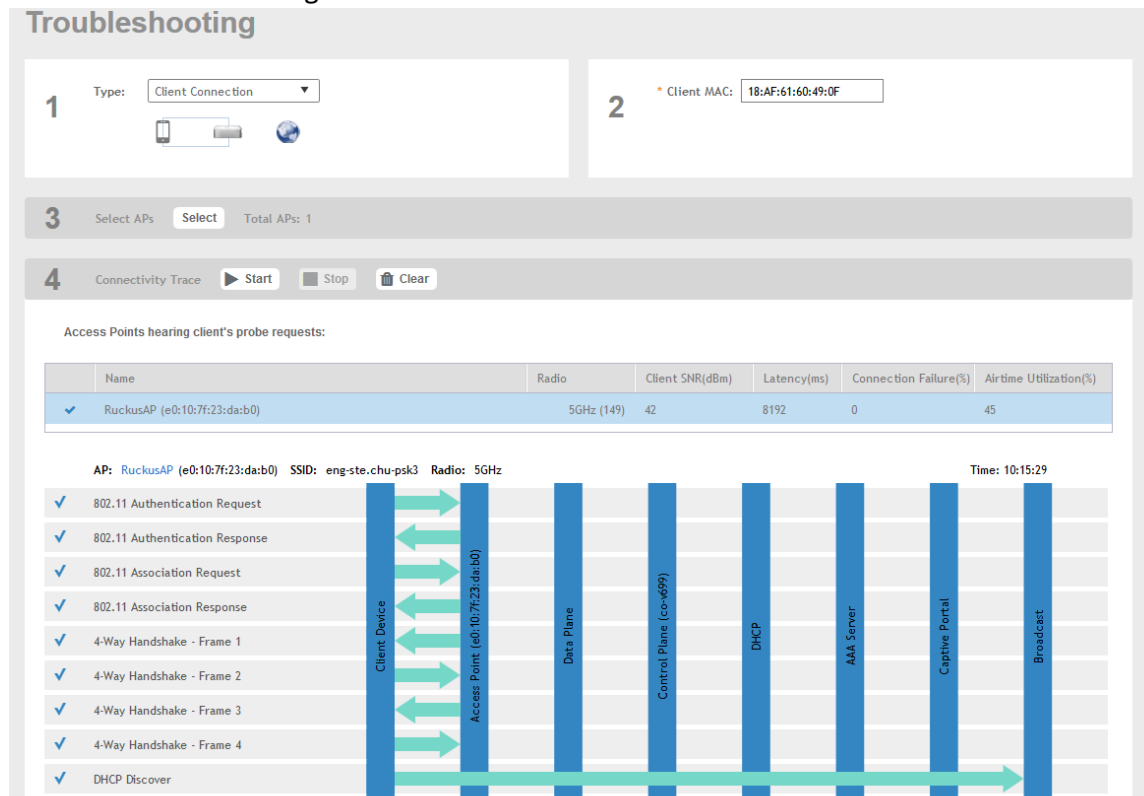 Troubleshooting
1 Type: Client Connection
2 * Client MAC: 18:AF:61:60:49:0F
3 Select APs Select Total APs: 1
4 Connectivity Trace Start Stop Clear
Access Points hearing client's probe requests:
Name Radio Client SNR(dBm) Latency(ms) Connection Failure(%) Airtime Utilization(%)
RuckusAP (e0:10:7f:23:da:b0) 5GHz (149) 42 8192 0 45
AP: RuckusAP (e0:10:7f:23:da:b0) SSID: eng-ste.chu-psk3 Radio: 5GHz Time: 10:15:29
802.11 Authentication Request
802.11 Authentication Response
802.11 Association Request
802.11 Association Response
4-Way Handshake - Frame 1
4-Way Handshake - Frame 2
4-Way Handshake - Frame 3
4-Way Handshake - Frame 4
DHCP Discover
Client Device
Access Point (e0:10:7f:23:da:b0)
Data Plane
Control Plane (co-v699)
DHCP
AAA Server
Captive Portal
Broadcast